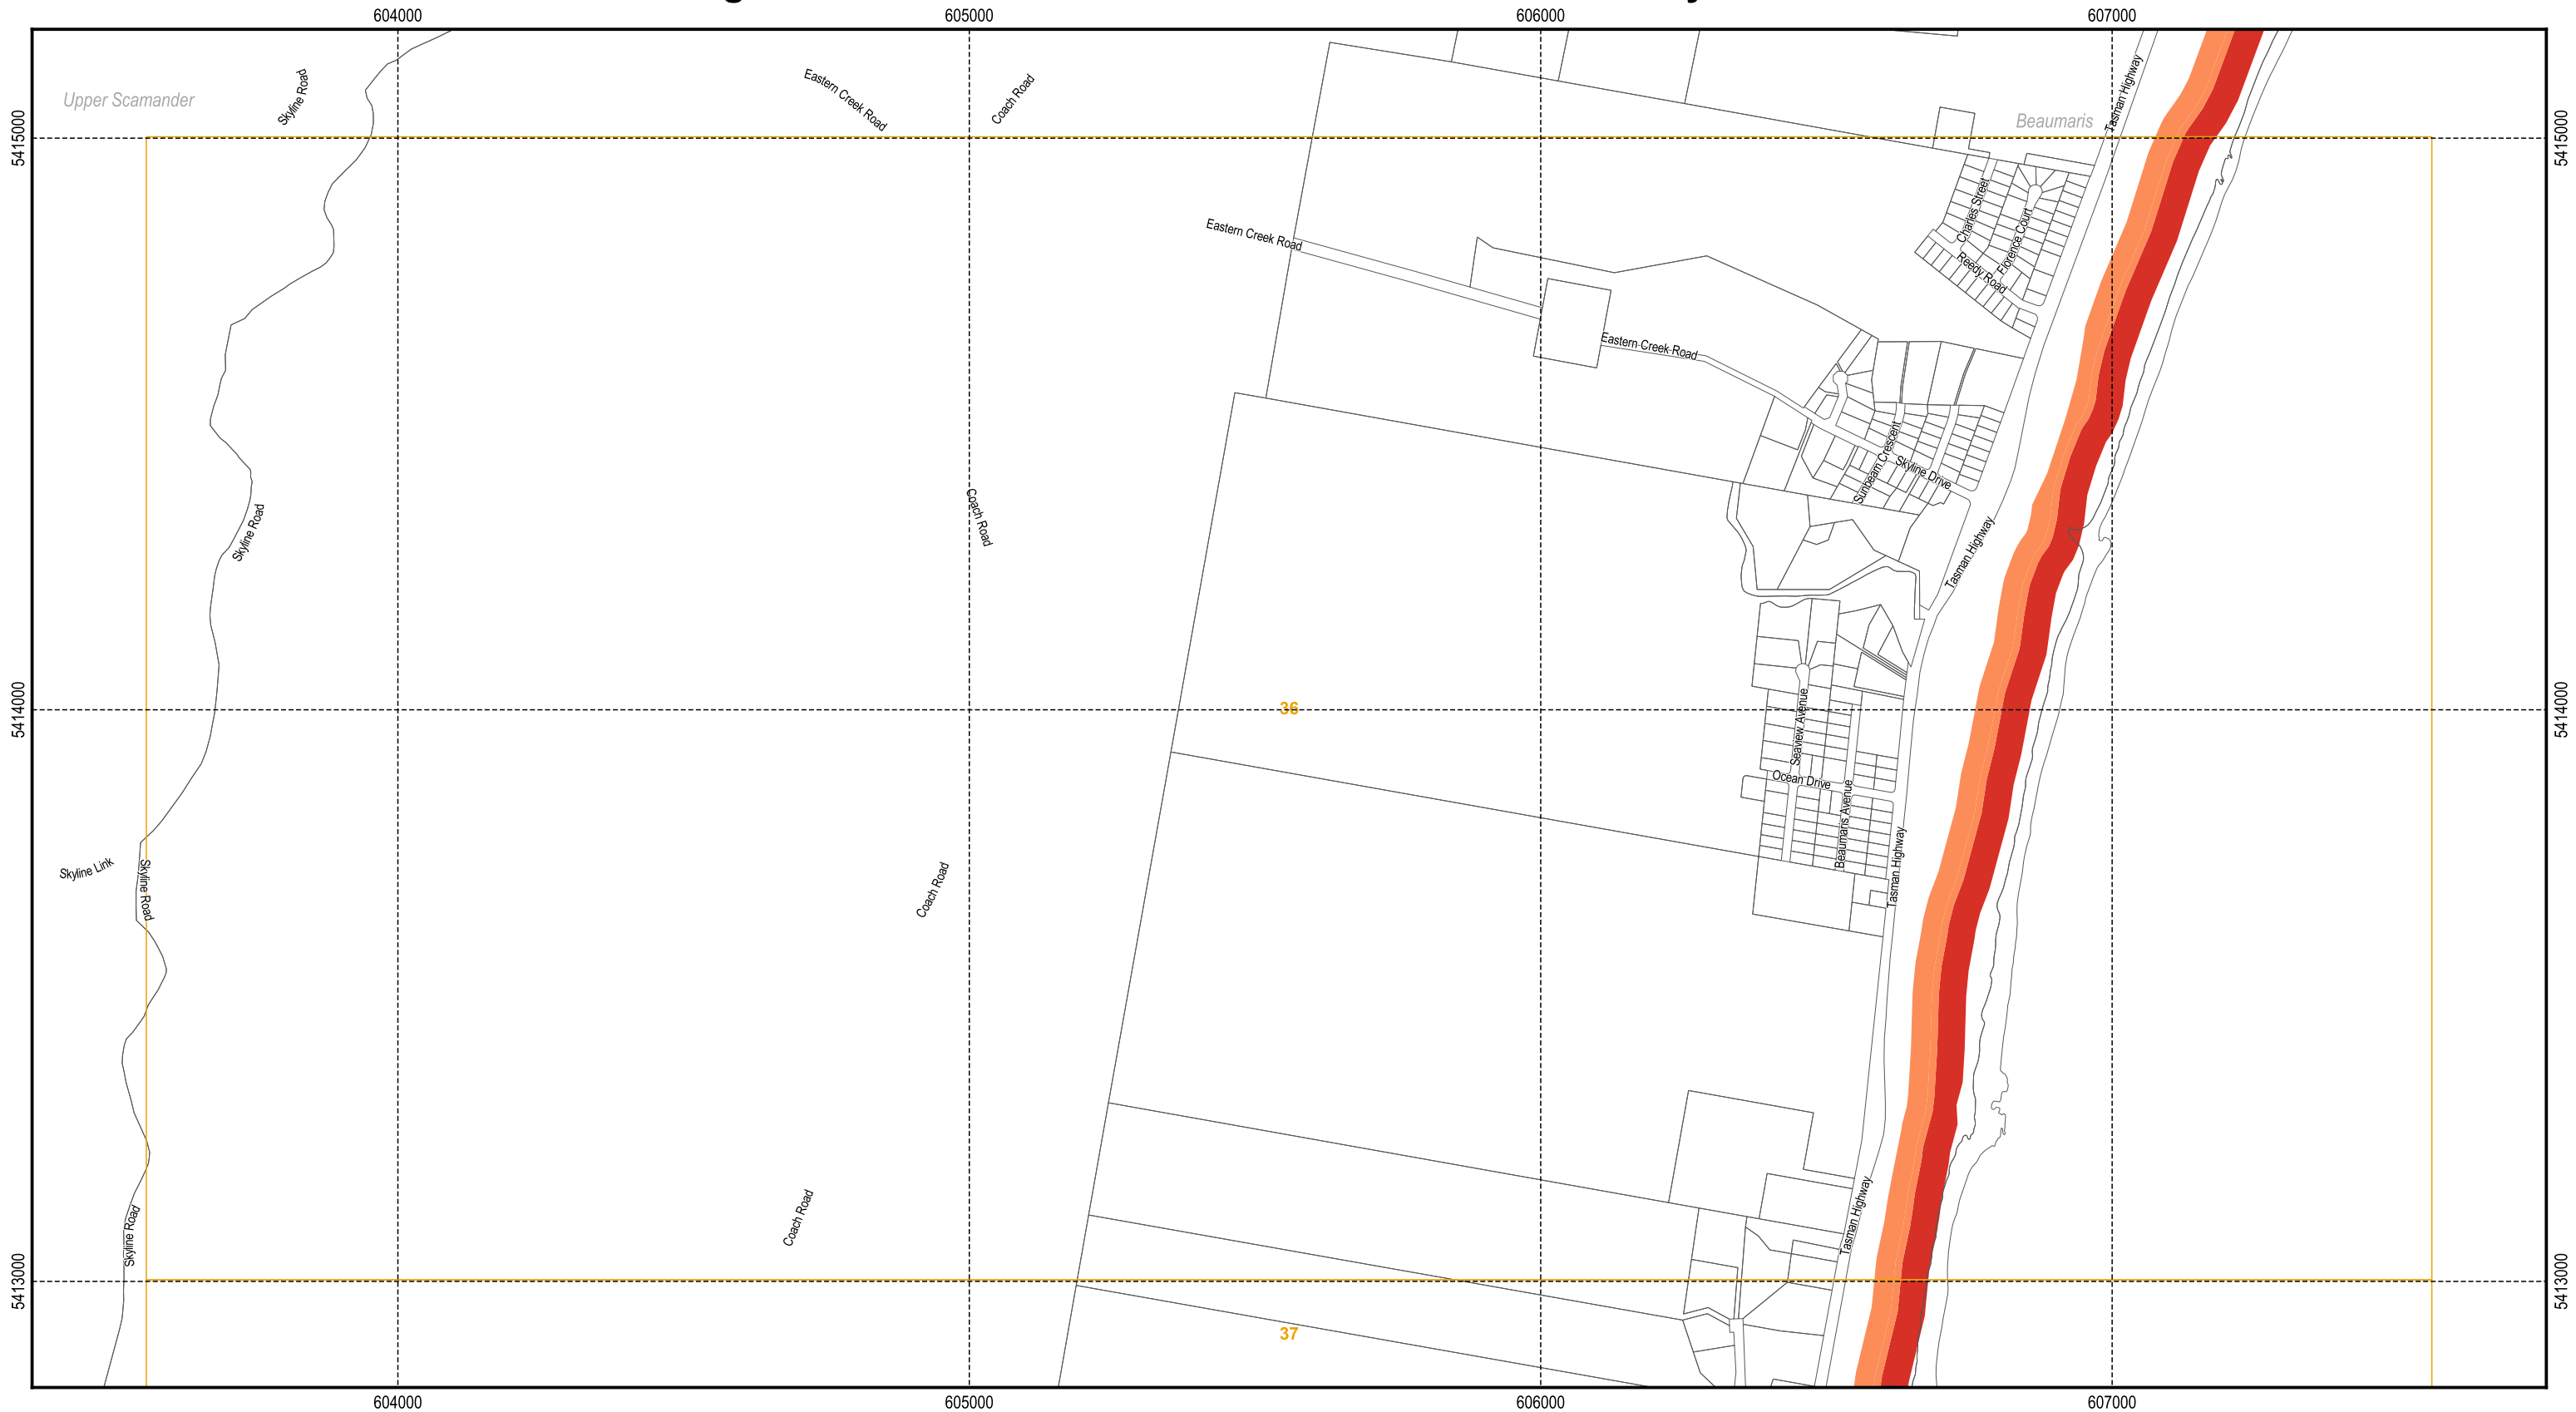 604000
605000
606000
607000
Upper Scamander
Skyline Road
Eastern Creek Road
Coach Road
Tasman Highway
Beaumaris
5415000
5415000
Charles Street
Florence Court
Reedy Road
Eastern Creek Road
Eastern Creek Road
Sunbeam Crescent
Skyline Drive
Skyline Road
Coach Road
Tasman Highway
5414000
36
5414000
Seaview Avenue
Ocean Drive
Beaumaris Avenue
Tasman Highway
Skyline Link
Skyline Road
Coach Road
Skyline Road
Coach Road
Tasman Highway
5413000
5413000
37
604000
605000
606000
607000